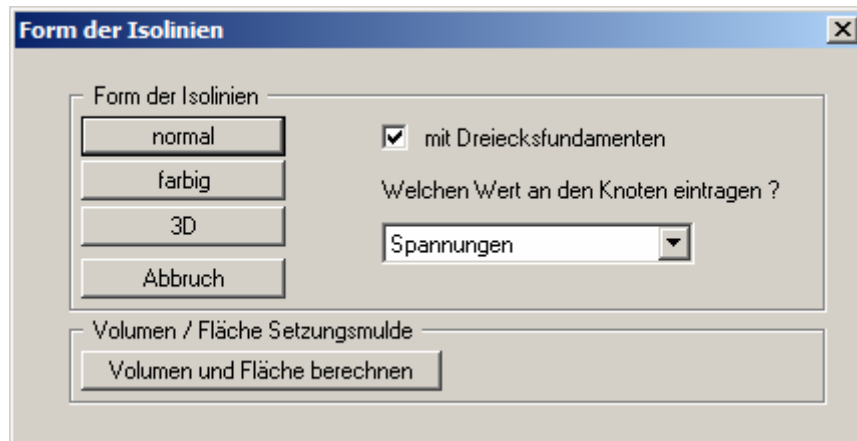 Form der Isolinien
Form der Isolinien
normal
mit Dreiecksfundamenten
farbig
Welchen Wert an den Knoten eintragen ?
3D
Spannungen
Abbruch
Volumen / Fläche Setzungsmulde
Volumen und Fläche berechnen